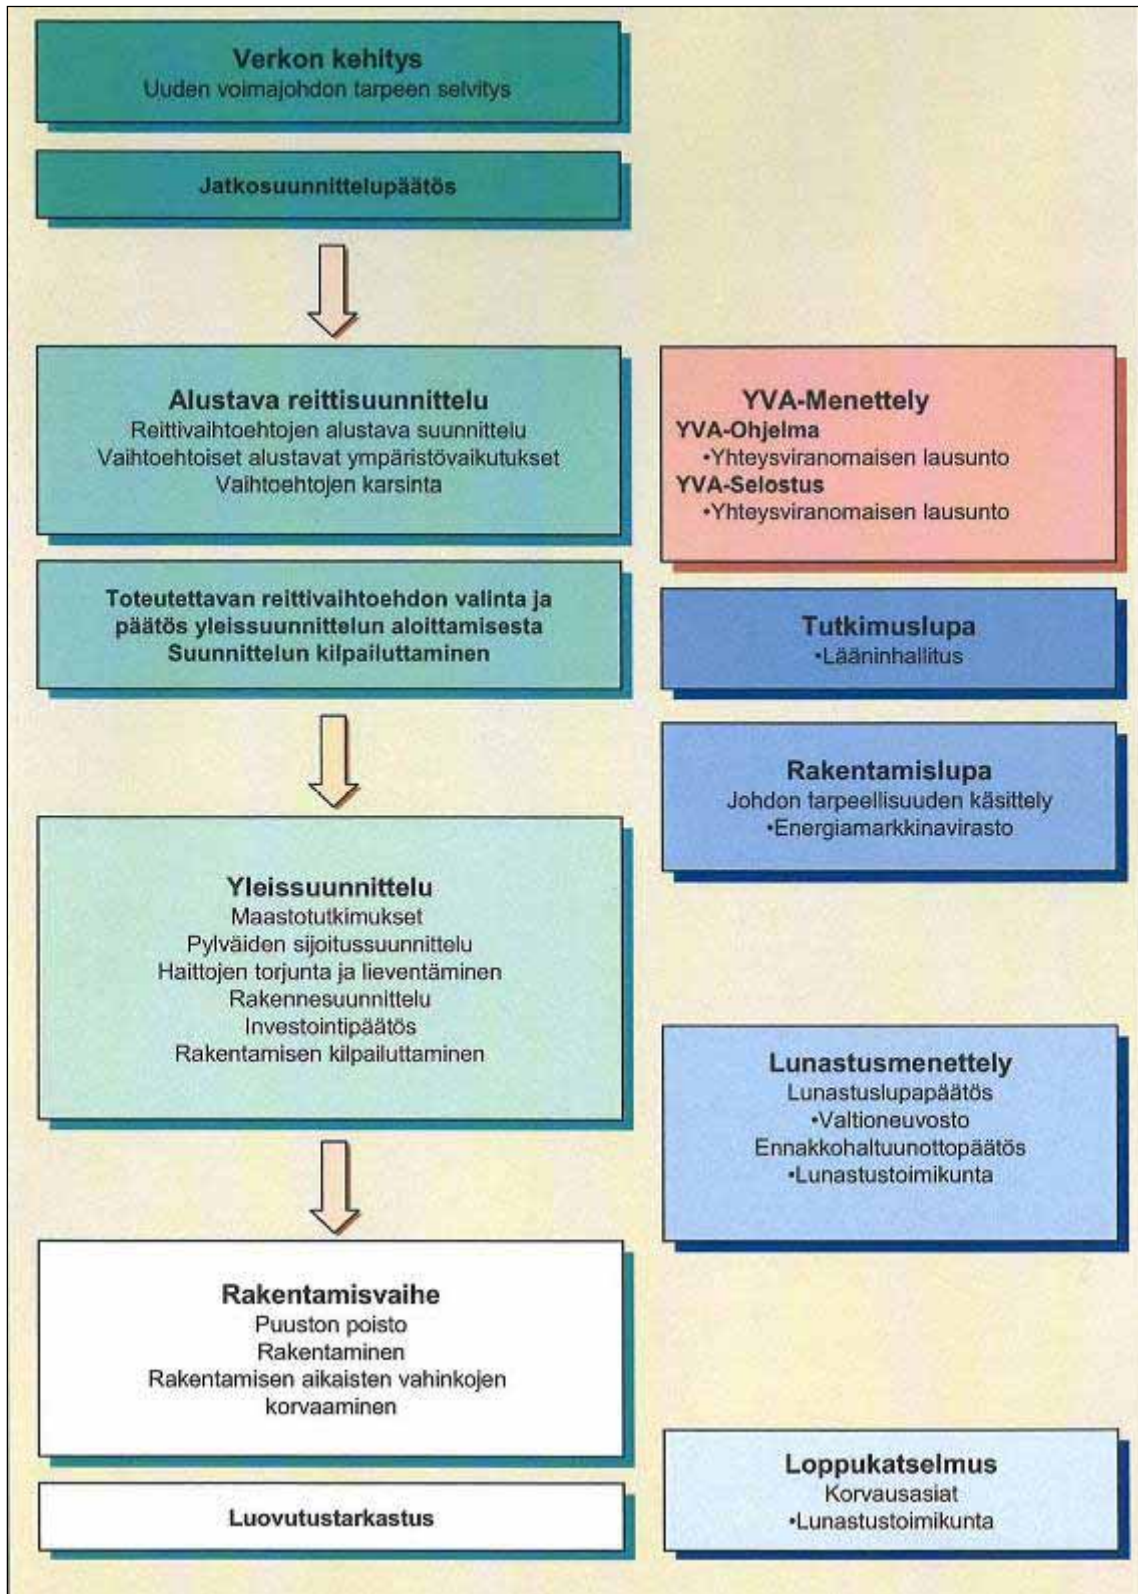 Verkon kehitys
Uuden voimajohdon tarpeen selvitys
Jatkosuunnittelupäätös
Alustava reittisuunnittelu
Reittivaihtoehtojen alustava suunnittelu
Vaihtoehtoiset alustavat ympäristövaikutukset
Vaihtoehtojen karsinta
YVA-Menettely
YVA-Ohjelma
•Yhteysviranomaisen lausunto
YVA-Selostus
•Yhteysviranomaisen lausunto
Toteutettavan reittivaihtoehdon valinta ja
päätös yleissuunnittelun aloittamisesta
Suunnittelun kilpailuttaminen
Tutkimuslupa
•Lääninhallitus
Rakentamislupa
Johdon tarpeellisuuden käsittely
•Energiamarkkinavirasto
Yleissuunnittelu
Maastotutkimukset
Pylväiden sijoitussuunnittelu
Haittojen torjunta ja lieventäminen
Rakennesuunnittelu
Investointipäätös
Rakentamisen kilpailuttaminen
Lunastusmenettely
Lunastuslupapäätös
•Valtioneuvosto
Ennakkohaltuunottopäätös
•Lunastustoimikunta
Rakentamisvaihe
Puuston poisto
Rakentaminen
Rakentamisen aikaisten vahinkojen
korvaaminen
Luovutustarkastus
Loppukatselmus
Korvausasiat
•Lunastustoimikunta